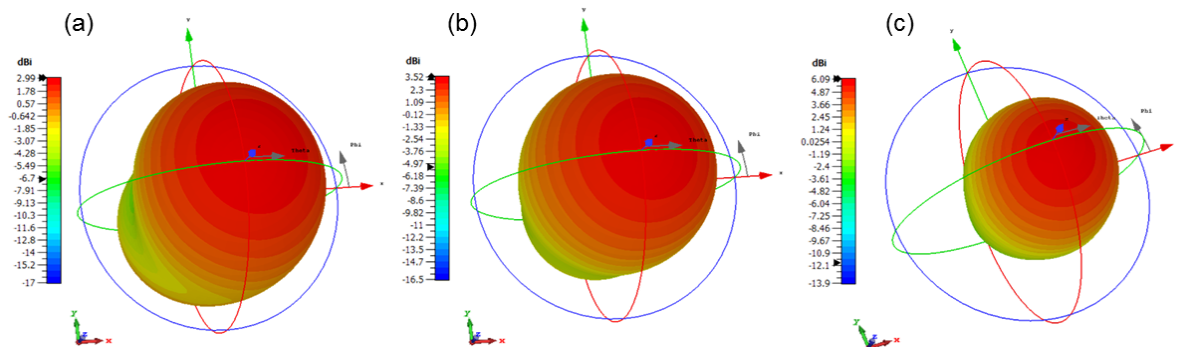 (a)
dBi
2.99
1.78
0.57
-0.642
-1.85
-3.07
-4.28
-5.49
-6.7
-7.91
-9.13
-10.3
-11.6
-12.8
-14
-15.2
-17
y
z
Theta
Phi
x
y
z
x
(b)
dBi
3.52
2.3
1.09
-0.12
-1.33
-2.54
-3.76
-4.97
-6.18
-7.39
-8.61
-9.82
-11
-12.2
-13.5
-14.7
-16.5
y
z
Theta
Phi
x
y
z
x
(c)
dBi
6.09
4.87
3.66
2.45
1.24
0.0254
-1.19
-2.4
-3.61
-4.82
-6.04
-7.25
-8.46
-9.67
-10.9
-12.1
-13.9
y
z
Theta
Phi
y
z
x